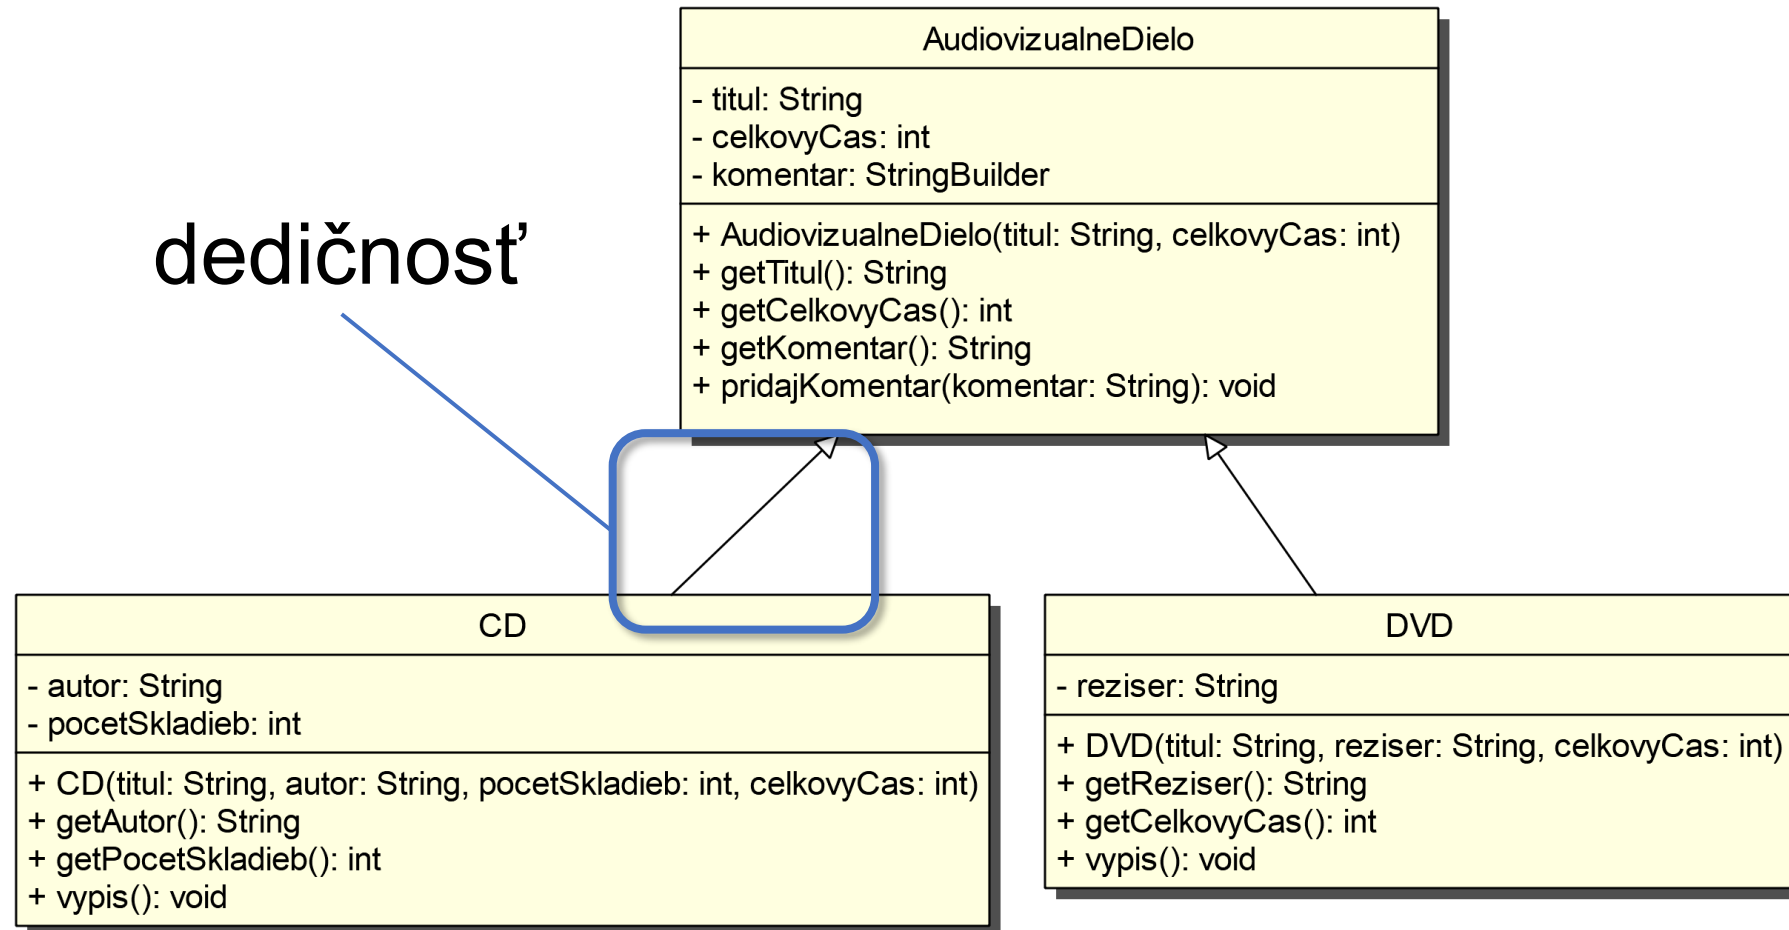 AudiovizualneDielo
- titul: String
- celkovyCas: int
- komentar: StringBuilder
+ AudiovizualneDielo(titul: String, celkovyCas: int)
+ getTitul(): String
+ getCelkovyCas(): int
+ getKomentar(): String
+ pridajKomentar(komentar: String): void
dedičnosť
CD
- autor: String
- pocetSkladieb: int
+ CD(titul: String, autor: String, pocetSkladieb: int, celkovyCas: int)
+ getAutor(): String
+ getPocetSkladieb(): int
+ vypis(): void
DVD
- reziser: String
+ DVD(titul: String, reziser: String, celkovyCas: int)
+ getReziser(): String
+ getCelkovyCas(): int
+ vypis(): void